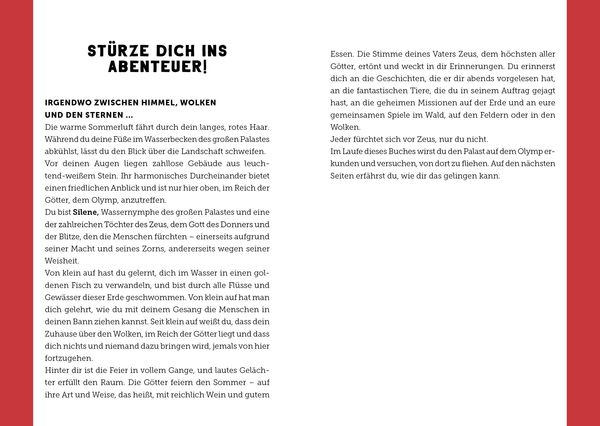 STÜRZE DICH INS
ABENTEUER!
IRGENDWO ZWISCHEN HIMMEL, WOLKEN
UND DEN STERNEN ...
Die warme Sommerluft fährt durch dein langes, rotes Haar.
Während du deine Füße im Wasserbecken des großen Palastes
abkühlst, lässt du den Blick über die Landschaft schweifen.
Vor deinen Augen liegen zahllose Gebäude aus leuch-
tend-weißem Stein. Ihr harmonisches Durcheinander bietet
einen friedlichen Anblick und ist nur hier oben, im Reich der
Götter, dem Olymp, anzutreffen.
Du bist Silene, Wassernymphe des großen Palastes und eine
der zahlreichen Töchter des Zeus, dem Gott des Donners und
der Blitze, den die Menschen fürchten – einerseits aufgrund
seiner Macht und seines Zorns, andererseits wegen seiner
Weisheit.
Von klein auf hast du gelernt, dich im Wasser in einen gol-
denen Fisch zu verwandeln, und bist durch alle Flüsse und
Gewässer dieser Erde geschwommen. Von klein auf hat man
dich gelehrt, wie du mit deinem Gesang die Menschen in
deinen Bann ziehen kannst. Seit klein auf weißt du, dass dein
Zuhause über den Wolken, im Reich der Götter liegt und dass
dich nichts und niemand dazu bringen wird, jemals von hier
fortzugehen.
Hinter dir ist die Feier in vollem Gange, und lautes Geläch-
ter erfüllt den Raum. Die Götter feiern den Sommer – auf
ihre Art und Weise, das heißt, mit reichlich Wein und gutem
Essen. Die Stimme deines Vaters Zeus, dem höchsten aller
Götter, ertönt und weckt in dir Erinnerungen. Du erinnerst
dich an die Geschichten, die er dir abends vorgelesen hat,
an die fantastischen Tiere, die du in seinem Auftrag gejagt
hast, an die geheimen Missionen auf der Erde und an eure
gemeinsamen Spiele im Wald, auf den Feldern oder in den
Wolken.
Jeder fürchtet sich vor Zeus, nur du nicht.
Im Laufe dieses Buches wirst du den Palast auf dem Olymp er-
kunden und versuchen, von dort zu fliehen. Auf den nächsten
Seiten erfährst du, wie dir das gelingen kann.